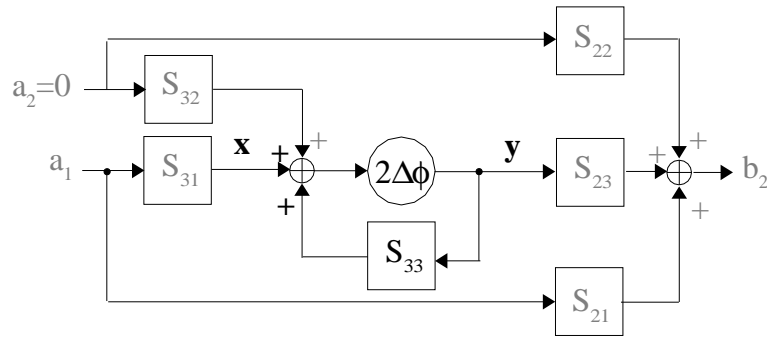 S22
+
a2=0
S32
+
+
x
a1
S31
+
2Δϕ
y
S23
+
+
b2
S33
+
S21